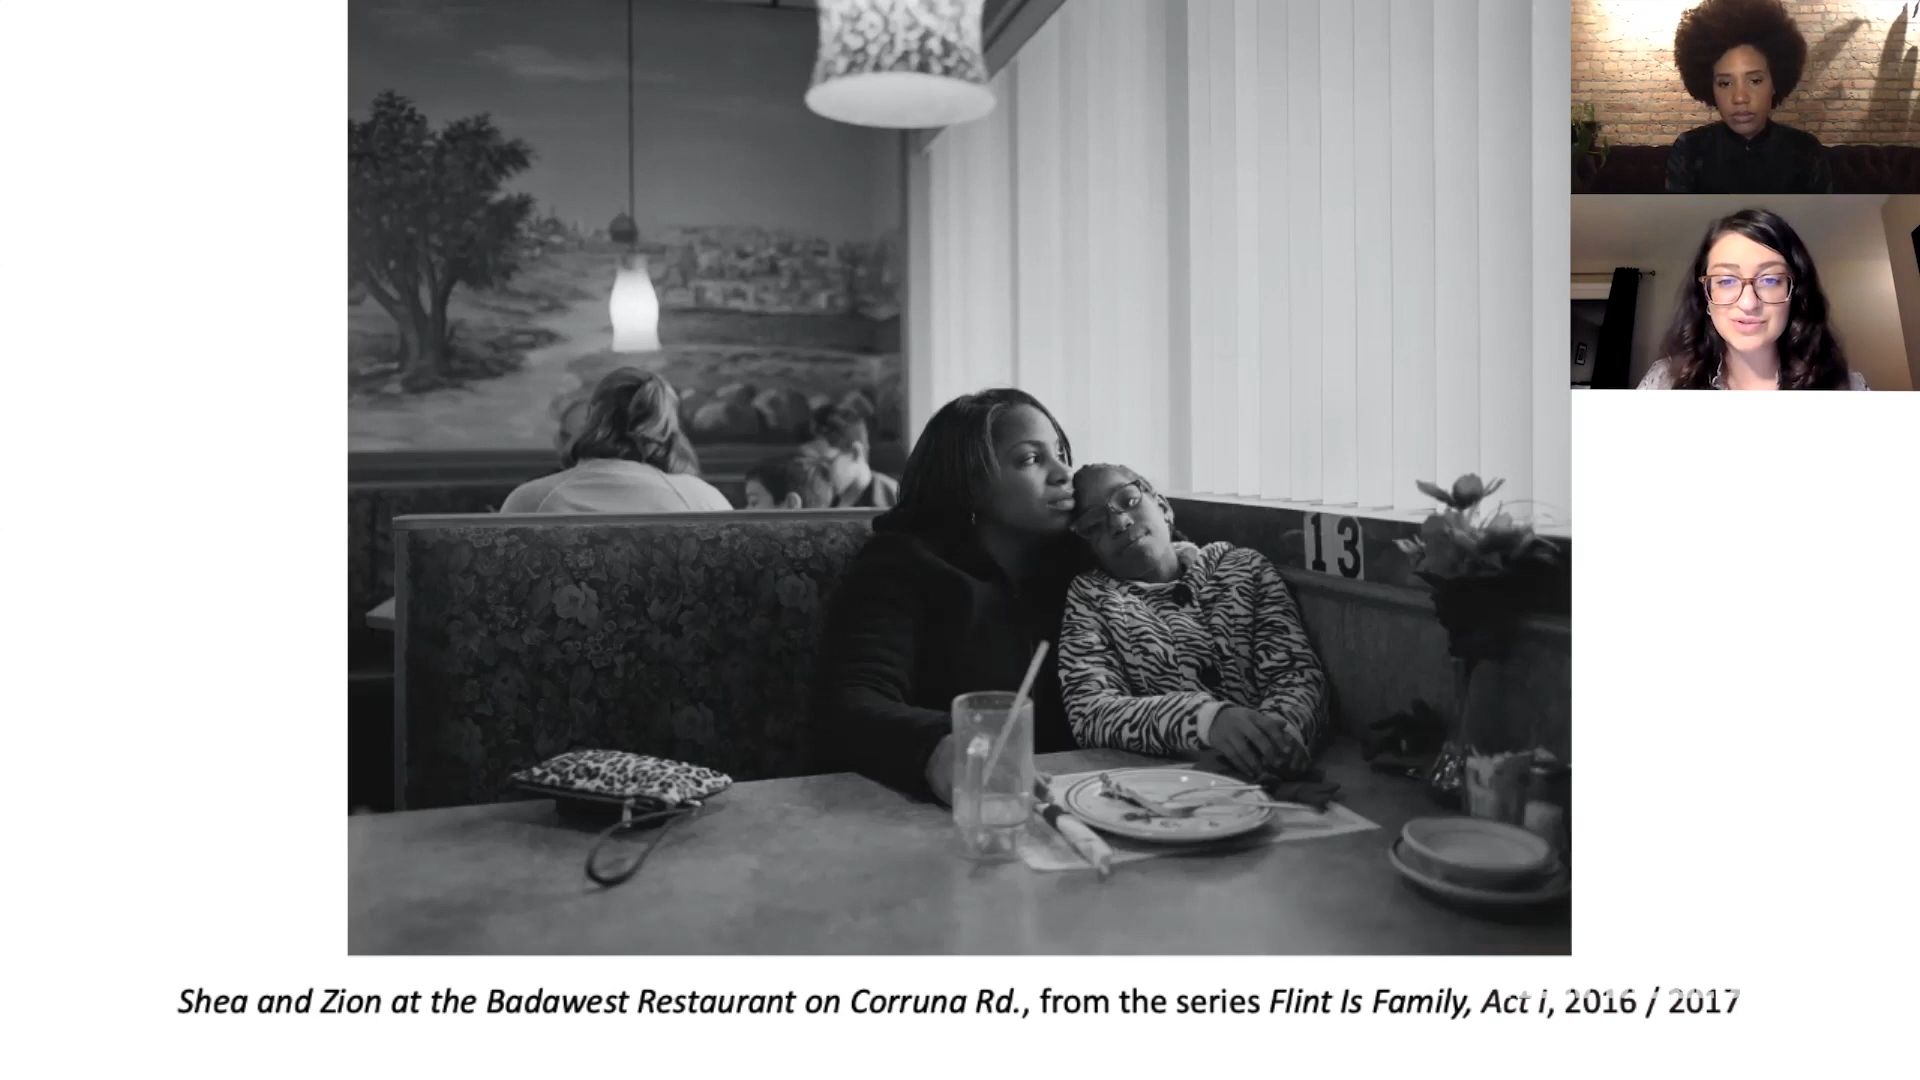 13
Shea and Zion at the Badawest Restaurant on Corruna Rd., from the series Flint Is Family, Act I, 2016 / 2017